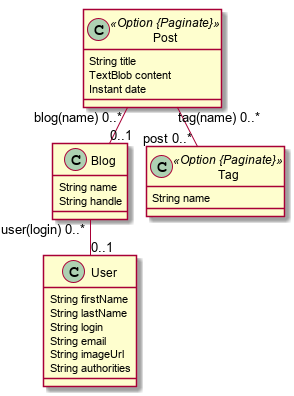 C «Option {Paginate}»
Post
String title
TextBlob content
Instant date
blog(name) 0..*
tag(name) 0..*
0..1
post 0..*
C Blog
String name
String handle
C «Option {Paginate}»
Tag
String name
user(login) 0..*
0..1
C User
String firstName
String lastName
String login
String email
String imageUrl
String authorities